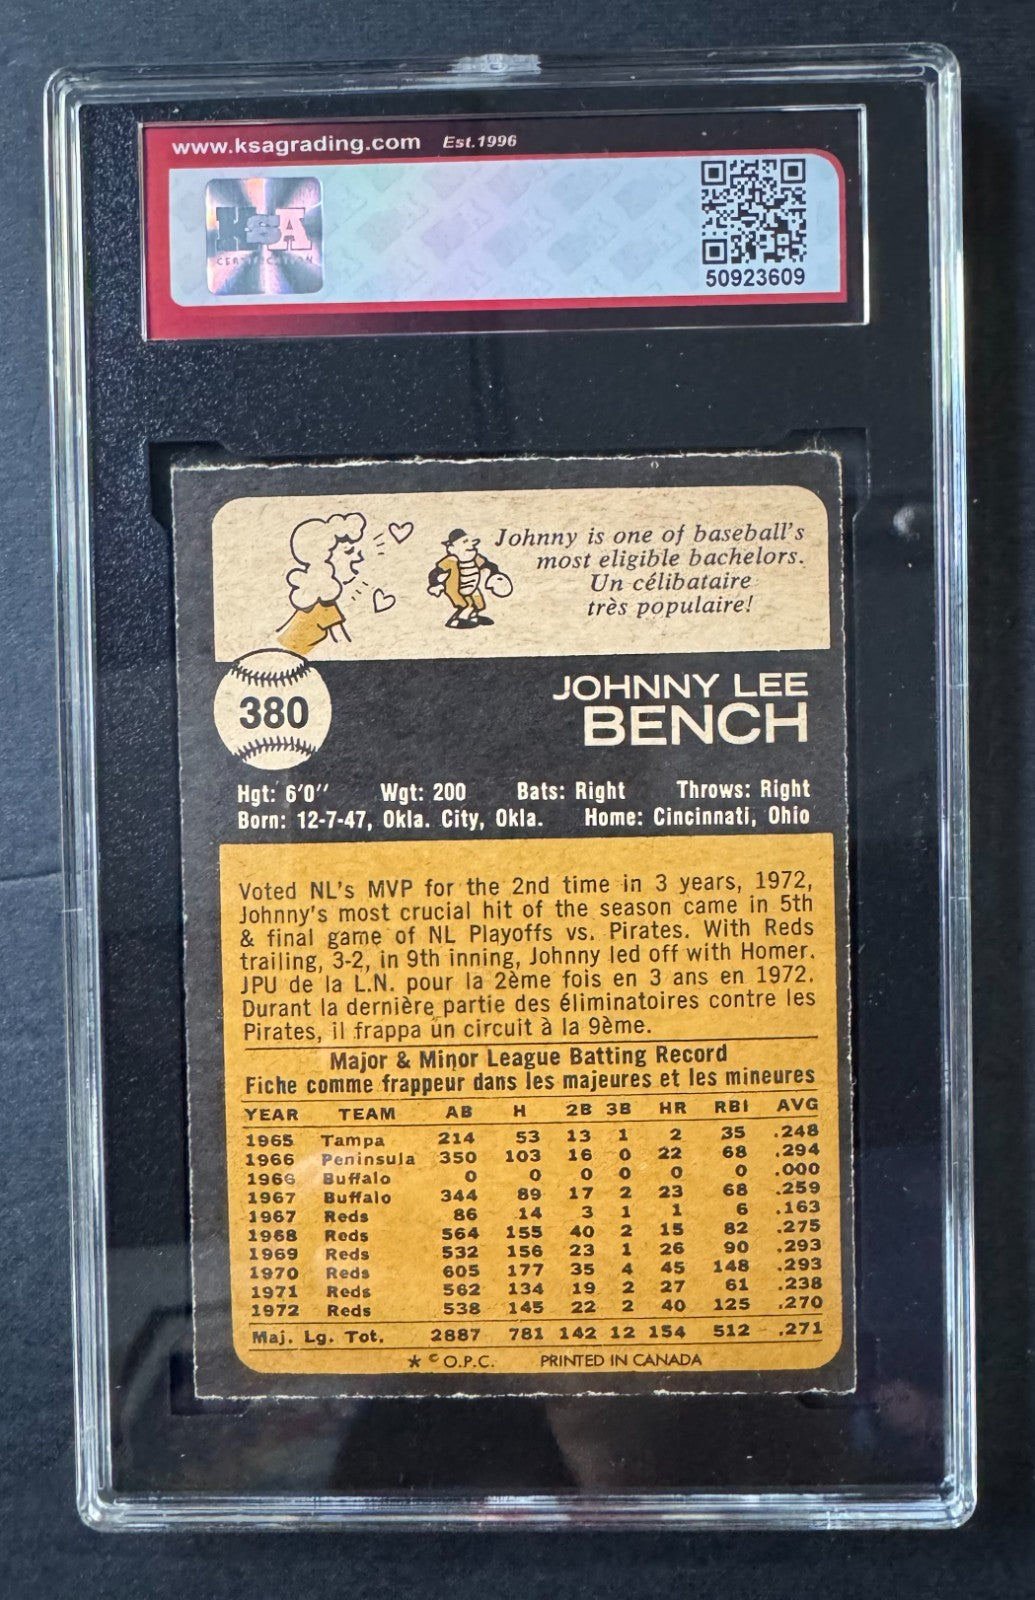 www.ksagrading.com Est.1996
KSA
CERTIFICATION
50923609
Johnny is one of baseball's
most eligible bachelors.
Un célibataire
très populaire!
380
JOHNNY LEE
BENCH
Hgt: 6'0" Wgt: 200 Bats: Right Throws: Right
Born: 12-7-47, Okla. City, Okla. Home: Cincinnati, Ohio
Voted NL's MVP for the 2nd time in 3 years, 1972,
Johnny's most crucial hit of the season came in 5th
& final game of NL Playoffs vs. Pirates. With Reds
trailing, 3-2, in 9th inning, Johnny led off with Homer.
JPU de la L.N. pour la 2ème fois en 3 ans en 1972.
Durant la dernière partie des éliminatoires contre les
Pirates, il frappa un circuit à la 9ème.
Major & Minor League Batting Record
Fiche comme frappeur dans les majeures et les mineures
YEAR TEAM AB H 2B 3B HR RBI AVG
1965 Tampa 214 53 13 1 2 35 .248
1966 Peninsula 350 103 16 0 22 68 .294
1966 Buffalo 0 0 0 0 0 0 .000
1967 Buffalo 344 89 17 2 23 68 .259
1967 Reds 86 14 3 1 1 6 .163
1968 Reds 564 155 40 2 15 82 .275
1969 Reds 532 156 23 1 26 90 .293
1970 Reds 605 177 35 4 45 148 .293
1971 Reds 562 134 19 2 27 61 .238
1972 Reds 538 145 22 2 40 125 .270
Maj. Lg. Tot. 2887 781 142 12 154 512 .271
* © O.P.C. PRINTED IN CANADA